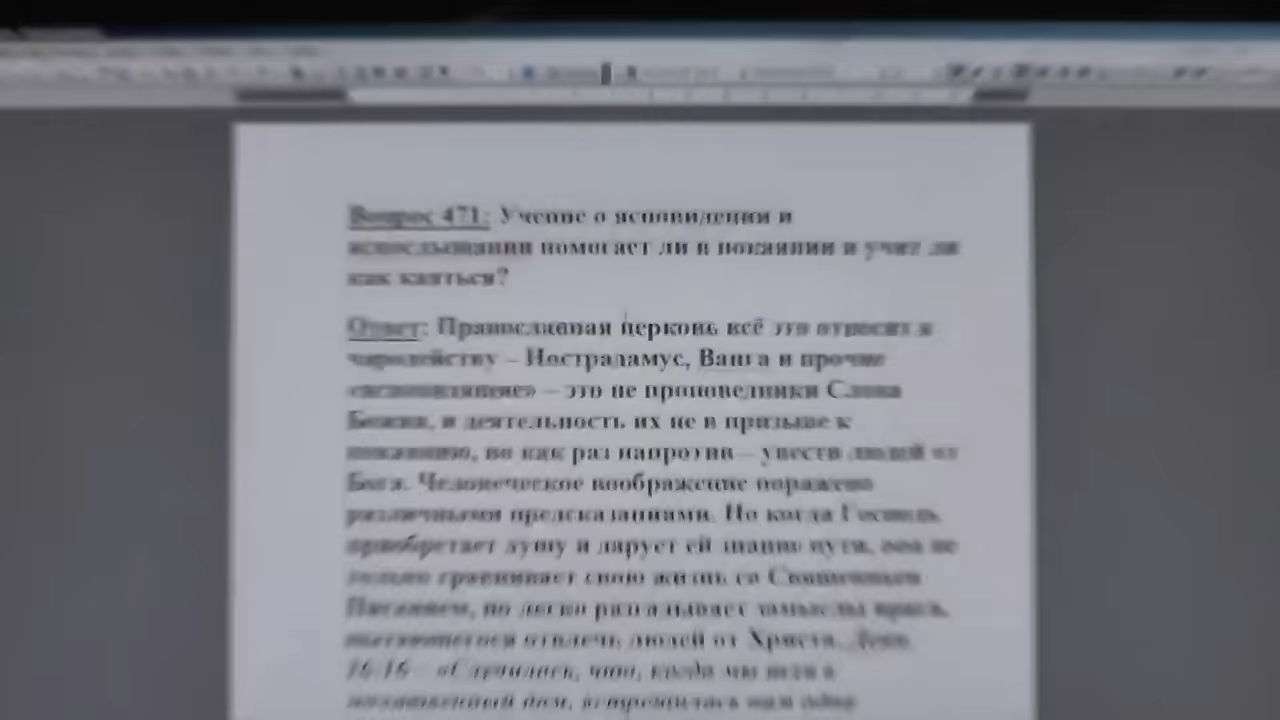 Вопрос 471: Учение о ясновидении и
яснослышании помогает ли в покаянии и учит ли
как каяться?
Ответ: Православная церковь всё это относит к
чародейству – Нострадамус, Ванга и прочие
«ясновидящие» – это не проповедники Слова
Божия, и деятельность их не в призыве к
покаянию, но как раз напротив – увести людей от
Бога. Человеческое воображение поражено
различными предсказаниями. Но когда Господь
приобретает душу и дарует ей знание пути, она не
только сравнивает свою жизнь со Священным
Писанием, но легко разгадывает замыслы врага,
пытающегося отвлечь людей от Христа. Деян.
16:16 – «Случилось, что, когда мы шли в
молитвенный дом, встретилась нам одна